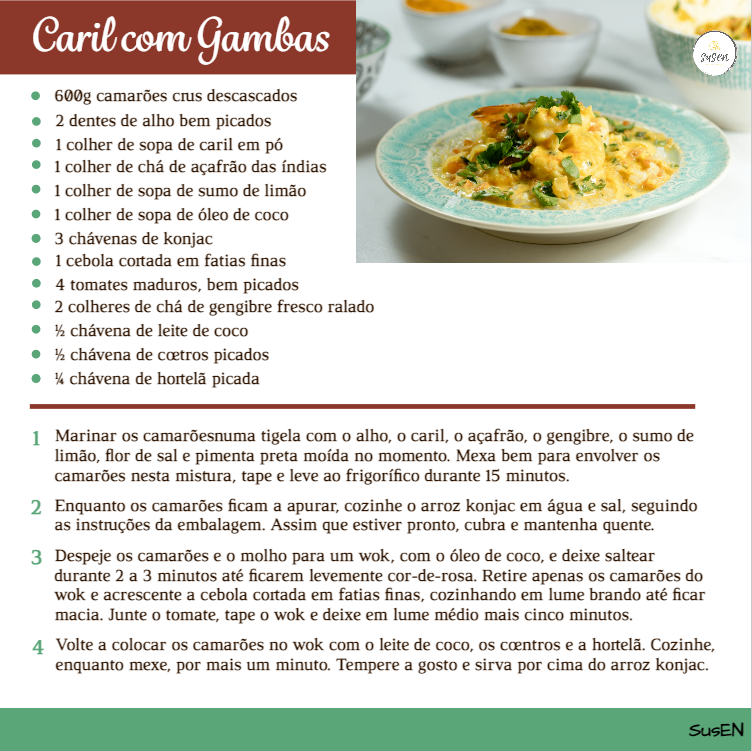 Caril com Gambas
susen
600g camarões crus descascados
2 dentes de alho bem picados
1 colher de sopa de caril em pó
1 colher de chá de açafrão das índias
1 colher de sopa de sumo de limão
1 colher de sopa de óleo de coco
3 chávenas de konjac
1 cebola cortada em fatias finas
4 tomates maduros, bem picados
2 colheres de chá de gengibre fresco ralado
½ chávena de leite de coco
½ chávena de cœtros picados
¼ chávena de hortelã picada
1 Marinar os camarõesnuma tigela com o alho, o caril, o açafrão, o gengibre, o sumo de
limão, flor de sal e pimenta preta moída no momento. Mexa bem para envolver os
camarões nesta mistura, tape e leve ao frigorífico durante 15 minutos.
2 Enquanto os camarões ficam a apurar, cozinhe o arroz konjac em água e sal, seguindo
as instruções da embalagem. Assim que estiver pronto, cubra e mantenha quente.
3 Despeje os camarões e o molho para um wok, com o óleo de coco, e deixe saltear
durante 2 a 3 minutos até ficarem levemente cor-de-rosa. Retire apenas os camarões do
wok e acrescente a cebola cortada em fatias finas, cozinhando em lume brando até ficar
macia. Junte o tomate, tape o wok e deixe em lume médio mais cinco minutos.
4 Volte a colocar os camarões no wok com o leite de coco, os cœntros e a hortelã. Cozinhe,
enquanto mexe, por mais um minuto. Tempere a gosto e sirva por cima do arroz konjac.
SusEN